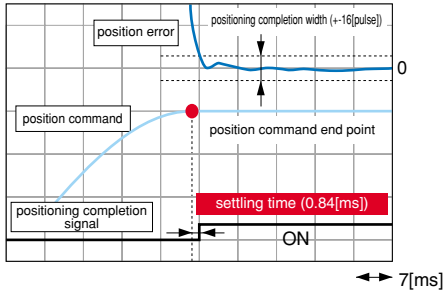 positioning completion width (+-16[pulse])
position error
0
position command
position command end point
settling time (0.84[ms])
positioning completion
signal
ON
7[ms]